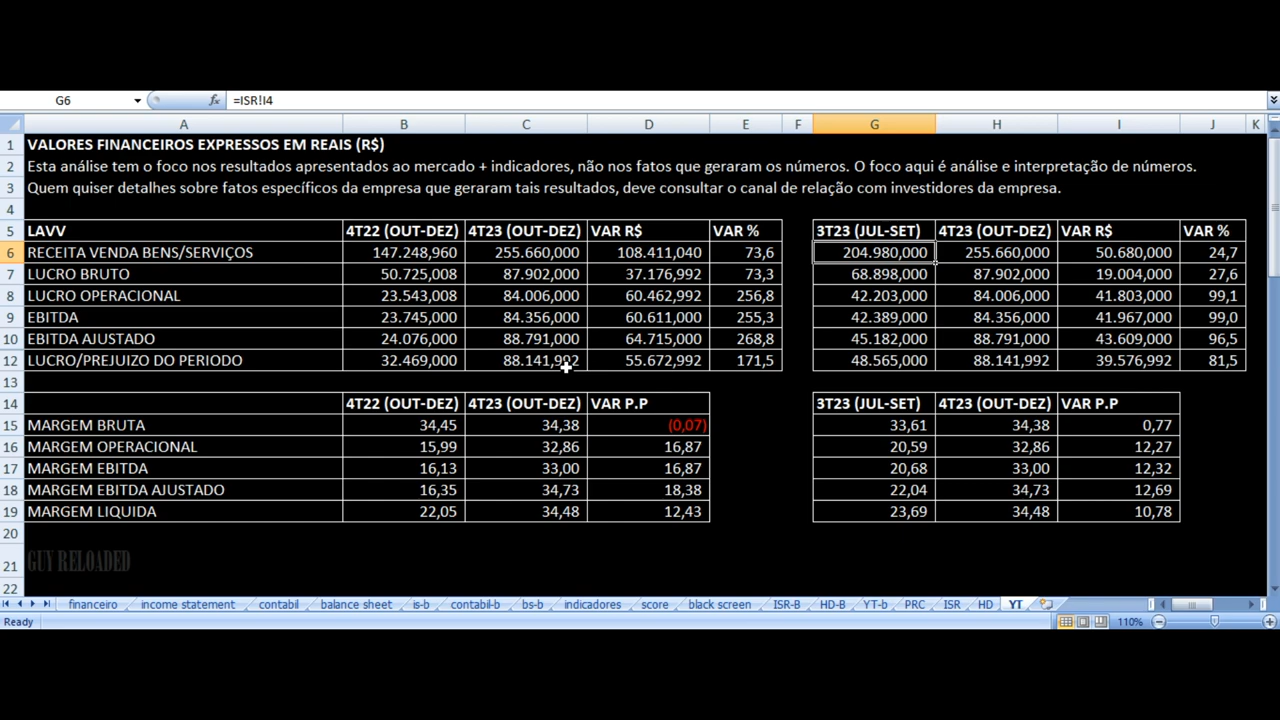 G6 fx =ISR!I4
A B C D E F G H I J K
1 VALORES FINANCEIROS EXPRESSOS EM REAIS (R$)
2 Esta análise tem o foco nos resultados apresentados ao mercado + indicadores, não nos fatos que geraram os números. O foco aqui é análise e interpretação de números.
3 Quem quiser detalhes sobre fatos específicos da empresa que geraram tais resultados, deve consultar o canal de relação com investidores da empresa.
4
5 LAVV 4T22 (OUT-DEZ) 4T23 (OUT-DEZ) VAR R$ VAR % 3T23 (JUL-SET) 4T23 (OUT-DEZ) VAR R$ VAR %
6 RECEITA VENDA BENS/SERVIÇOS 147.248,960 255.660,000 108.411,040 73,6 204.980,000 255.660,000 50.680,000 24,7
7 LUCRO BRUTO 50.725,008 87.902,000 37.176,992 73,3 68.898,000 87.902,000 19.004,000 27,6
8 LUCRO OPERACIONAL 23.543,008 84.006,000 60.462,992 256,8 42.203,000 84.006,000 41.803,000 99,1
9 EBITDA 23.745,000 84.356,000 60.611,000 255,3 42.389,000 84.356,000 41.967,000 99,0
10 EBITDA AJUSTADO 24.076,000 88.791,000 64.715,000 268,8 45.182,000 88.791,000 43.609,000 96,5
12 LUCRO/PREJUIZO DO PERIODO 32.469,000 88.141,992 55.672,992 171,5 48.565,000 88.141,992 39.576,992 81,5
13
14 4T22 (OUT-DEZ) 4T23 (OUT-DEZ) VAR P.P 3T23 (JUL-SET) 4T23 (OUT-DEZ) VAR P.P
15 MARGEM BRUTA 34,45 34,38 (0,07) 33,61 34,38 0,77
16 MARGEM OPERACIONAL 15,99 32,86 16,87 20,59 32,86 12,27
17 MARGEM EBITDA 16,13 33,00 16,87 20,68 33,00 12,32
18 MARGEM EBITDA AJUSTADO 16,35 34,73 18,38 22,04 34,73 12,69
19 MARGEM LIQUIDA 22,05 34,48 12,43 23,69 34,48 10,78
20
21 GUY RELOADED
22
financeiro income statement contabil balance sheet is-b contabil-b bs-b indicadores score black screen ISR-B HD-B YT-b PRC ISR HD YT
Ready 110%